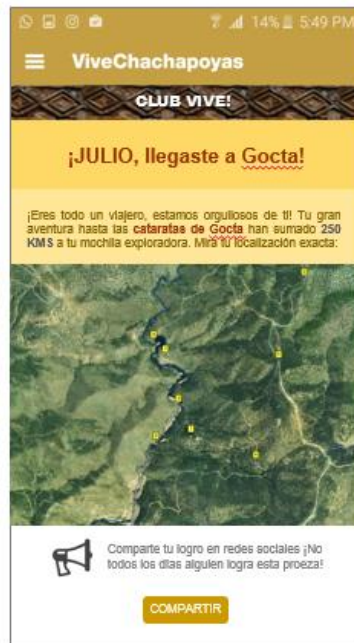 14% 5:49 PM
ViveChachapoyas
CLUB VIVE!
¡JULIO, llegaste a Gocta!
¡Eres todo un viajero, estamos orgullosos de ti! Tu gran
aventura hasta las cataratas de Gocta han sumado 250
KMS a tu mochila exploradora. Mira tu localización exacta:
Comparte tu logro en redes sociales ¡No
todos los días alguien logra esta proeza!
COMPARTIR